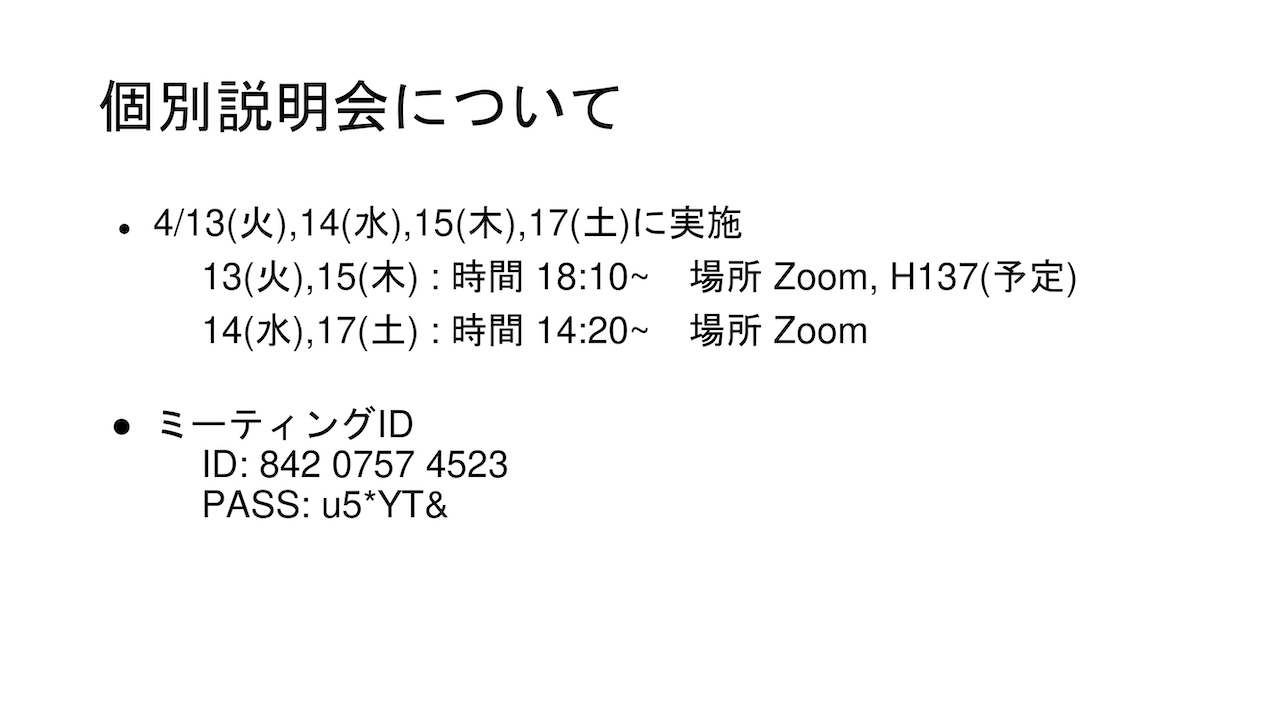 個別説明会について
• 4/13(火),14(水),15(木),17(土)に実施
13(火),15(木) : 時間 18:10~　場所 Zoom, H137(予定)
14(水),17(土) : 時間 14:20~　場所 Zoom
● ミーティングID
ID: 842 0757 4523
PASS: u5*YT&